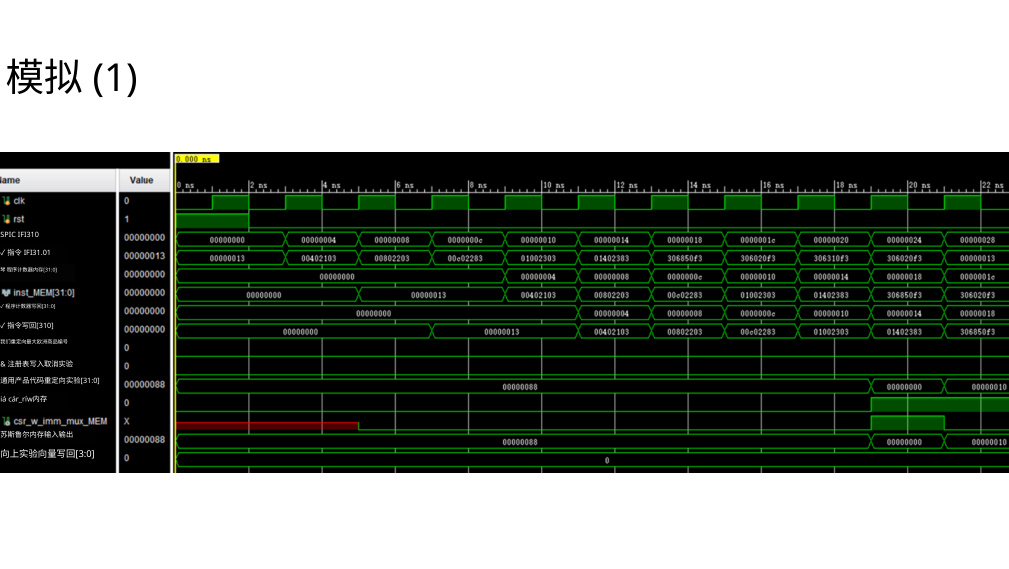 模拟 (1)
0.000 ns
ame Value 0 ns 2 ns 4 ns 6 ns 8 ns 10 ns 12 ns 14 ns 16 ns 18 ns 20 ns 22 ns
clk 0
rst 1
SPIC IFI310 00000000 00000000 00000004 00000008 0000000c 00000010 00000014 00000018 0000001c 00000020 00000024 00000028
✓ 指令 IFI31.01 00000013 00000013 00402103 00802203 00c02283 01002303 01402383 306850f3 306020f3 306310f3 306020f3 00000013
程序计数器内存[31:0] 00000000 00000000 00000004 00000008 0000000c 00000010 00000014 00000018 0000001c
inst_MEM[31:0] 00000000 00000000 00000013 00402103 00802203 00c02283 01002303 01402383 306850f3 306020f3
✓ 程序计数器写回[31:0] 00000000 00000000 00000004 00000008 0000000c 00000010 00000014 00000018
✓ 指令写回[310] 00000000 00000000 00000013 00402103 00802203 00c02283 01002303 01402383 306850f3
我们重定向最大欧洲商品编号 0
& 注册表写入取消实验 0
通用产品代码重定向实验[31:0] 00000088 00000088 00000000 00000010
iá cár_ríw内存 0
csr_w_imm_mux_MEM X
苏斯鲁尔内存输入输出 00000088 00000088 00000000 00000010
向上实验向量写回[3:0] 0 0